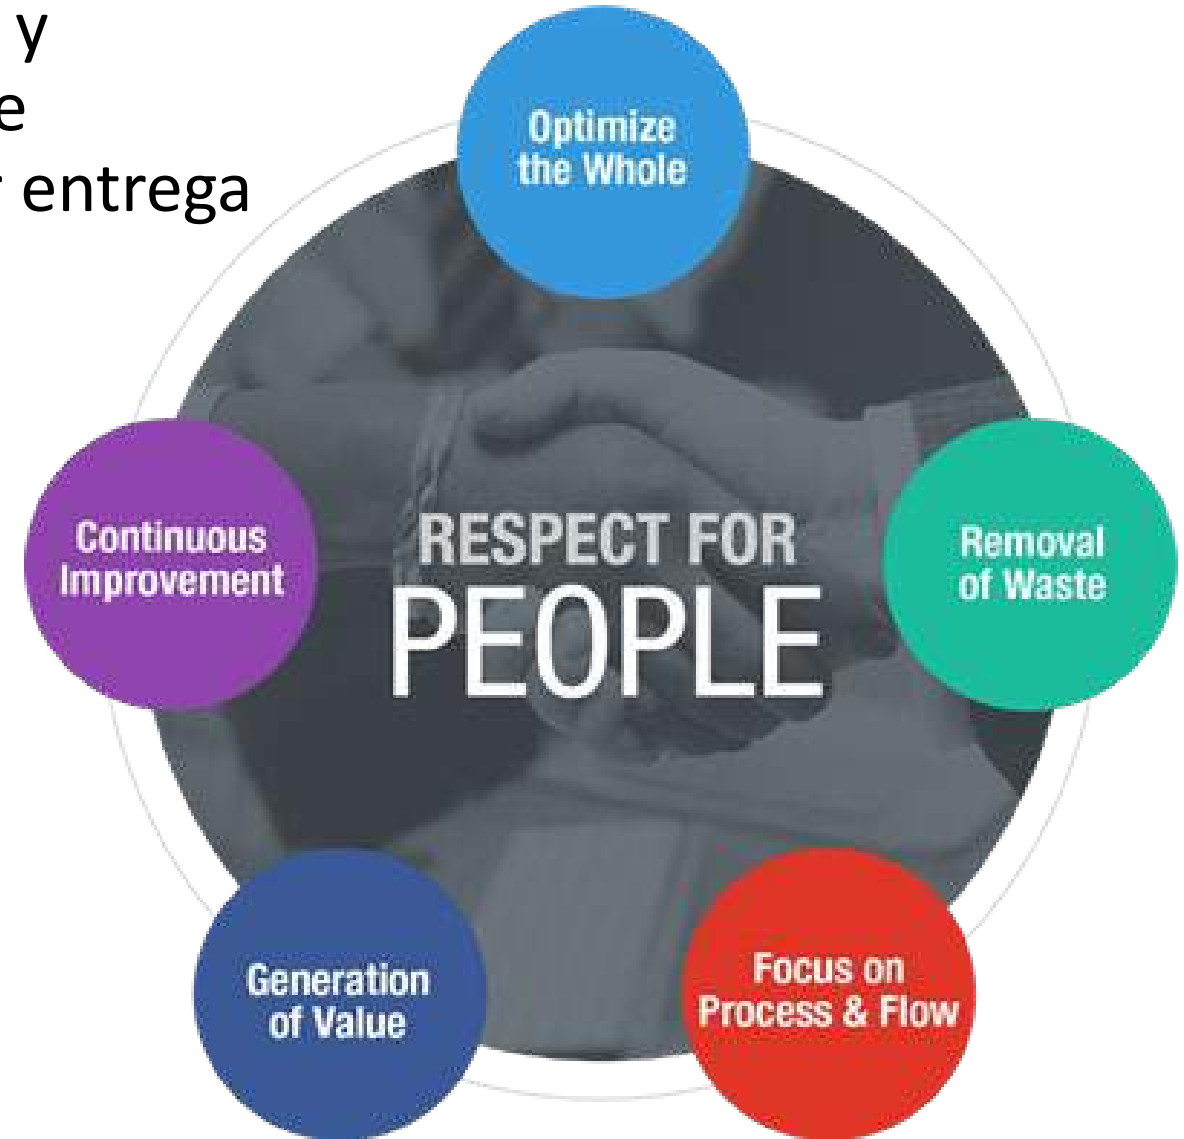 y
e
entrega
Optimize
the Whole
Continuous
Improvement
RESPECT FOR
PEOPLE
Removal
of Waste
Generation
of Value
Focus on
Process & Flow